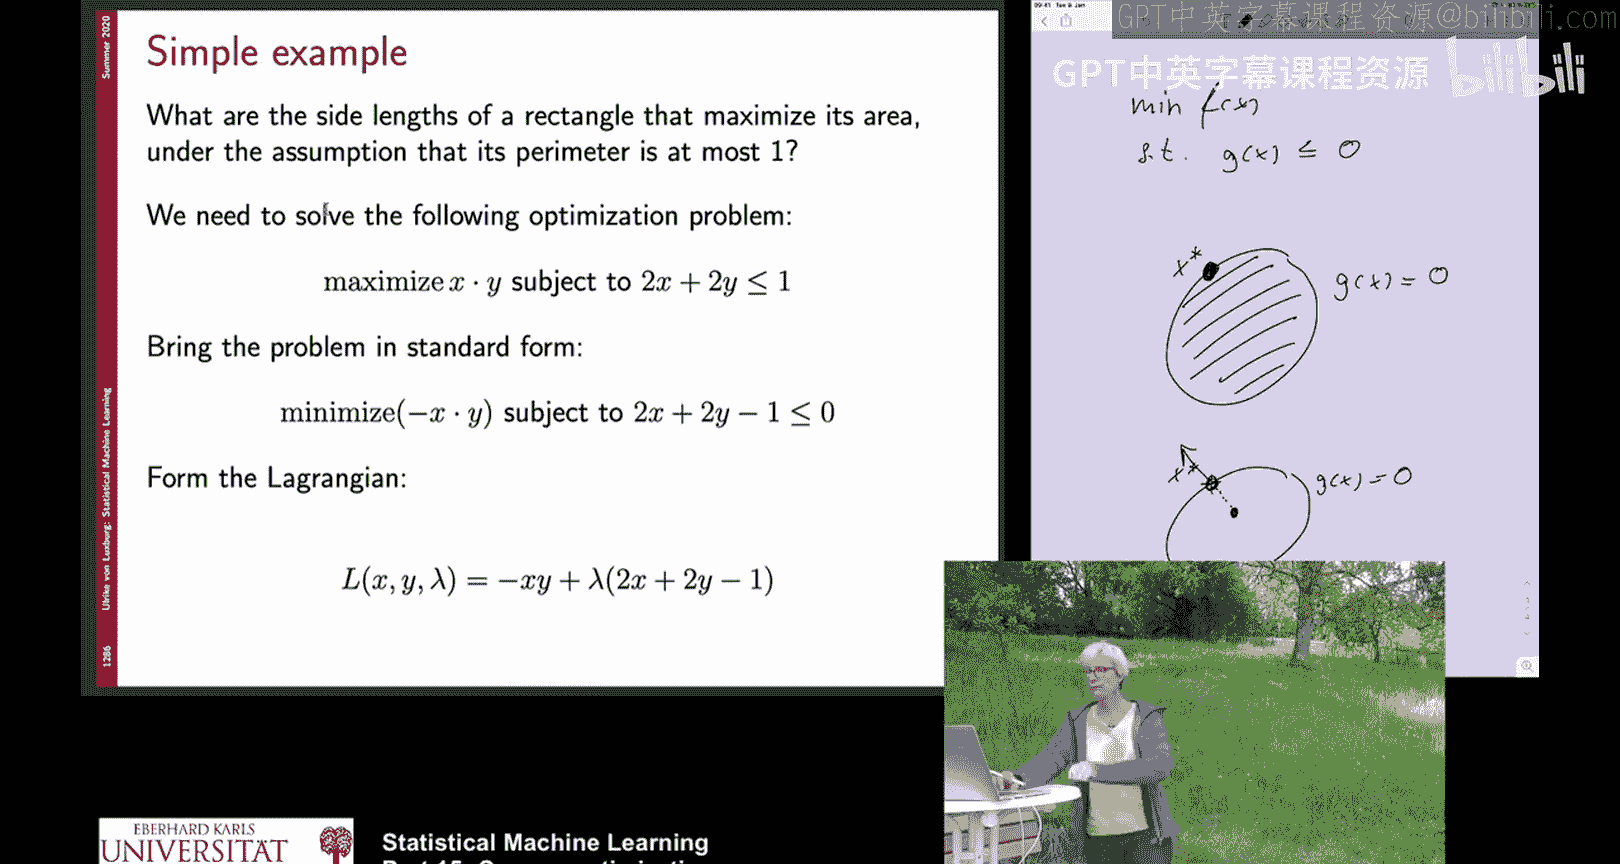 Summer 2020
Simple example
What are the side lengths of a rectangle that maximize its area,
under the assumption that its perimeter is at most 1?
We need to solve the following optimization problem:
maximize x · y subject to 2x + 2y ≤ 1
Bring the problem in standard form:
minimize(−x · y) subject to 2x + 2y − 1 ≤ 0
Form the Lagrangian:
L(x, y, λ) = −xy + λ(2x + 2y − 1)
Ulrike von Luxburg: Statistical Machine Learning
1286
GPT中英字幕课程资源@bilibili.com
GPT中英字幕课程资源 bilibili
min f(x)
s.t. g(x) ≤ 0
x*
g(x) = 0
x*
g(x) = 0
EBERHARD KARLS
UNIVERSITÄT
Statistical Machine Learning